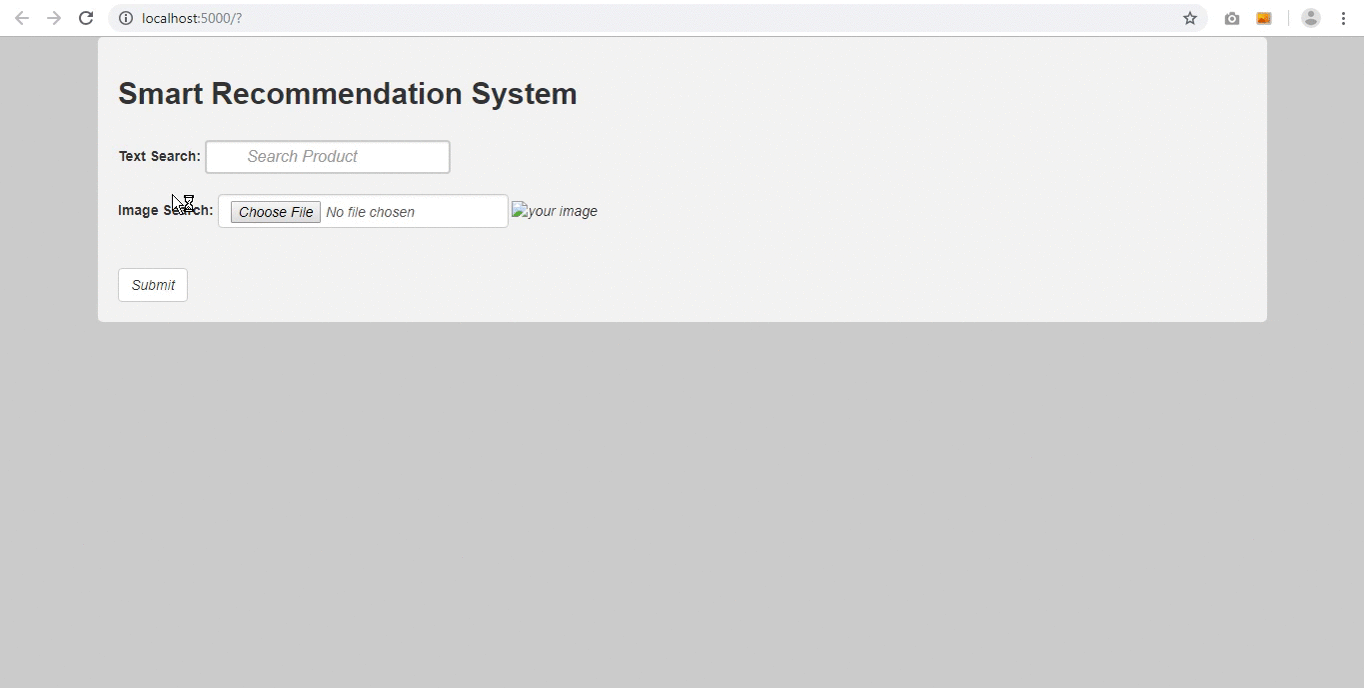 localhost:5000/?
Smart Recommendation System
Text Search: Search Product
Image Search: Choose File No file chosen your image
Submit